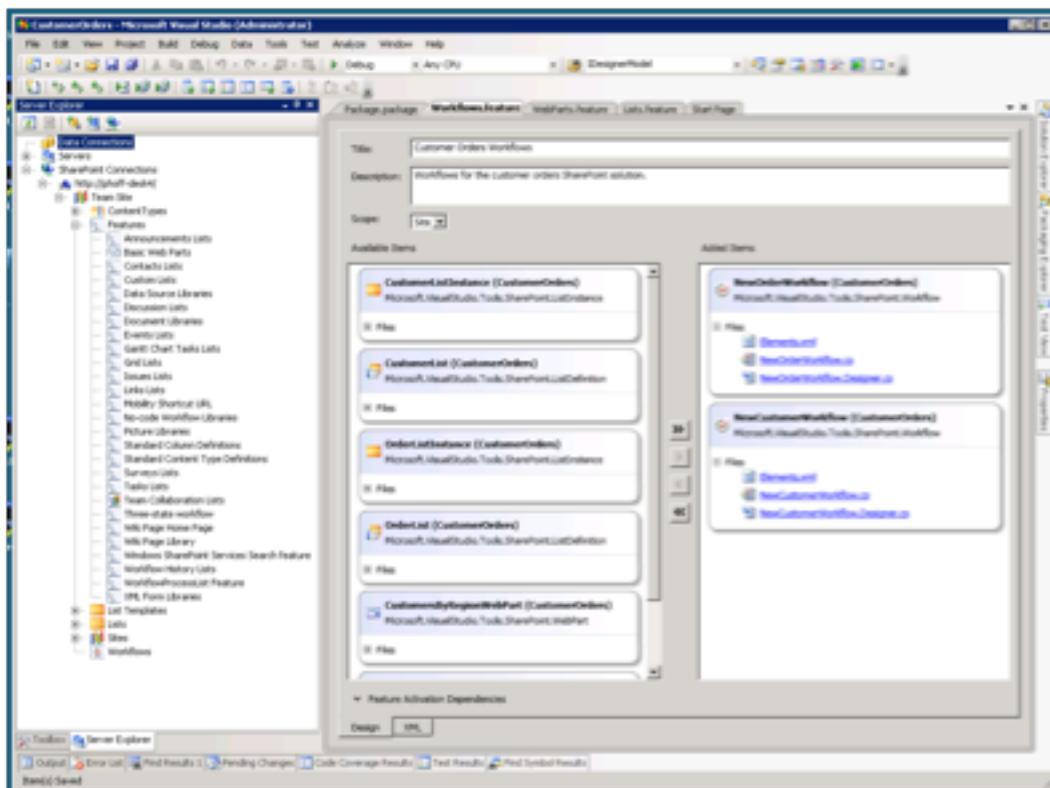 CustomerOrders - Microsoft Visual Studio (Administrator)
File Edit View Project Build Debug Data Tools Test Analyze Window Help
Debug Any CPU IDesignerModel
Server Explorer
Package.package Workflows.feature WebParts.feature Lists.feature Start Page
Data Connections
Servers
SharePoint Connections
Team Site
ContentTypes
Features
Announcements Lists
Basic Web Parts
Contacts Lists
Custom Lists
Data Source Libraries
Discussion Lists
Document Libraries
Events Lists
Gantt Chart Tasks Lists
Grid Lists
Issues Lists
Links Lists
Mobility Shortcut URL
No-code Workflow Libraries
Picture Libraries
Standard Column Definitions
Standard Content Type Definitions
Surveys Lists
Tasks Lists
Team Collaboration Lists
Three-state workflow
Wiki Page Home Page
Wiki Page Library
Windows SharePoint Services Search Feature
Workflow History Lists
WorkflowProcessList Feature
XML Form Libraries
List Templates
Lists
Sites
Workflows
Toolbox Server Explorer
Title: Customer Orders Workflows
Description: Workflows for the customer orders SharePoint solution.
Scope: Site
Available Items
CustomerListInstance (CustomerOrders)
Microsoft.VisualStudio.Tools.SharePoint.ListInstance
Files
CustomerList (CustomerOrders)
Microsoft.VisualStudio.Tools.SharePoint.ListDefinition
Files
OrderListInstance (CustomerOrders)
Microsoft.VisualStudio.Tools.SharePoint.ListInstance
Files
OrderList (CustomerOrders)
Microsoft.VisualStudio.Tools.SharePoint.ListDefinition
Files
CustomersByRegionWebPart (CustomerOrders)
Microsoft.VisualStudio.Tools.SharePoint.WebPart
Files
Added Items
NewOrderWorkflow (CustomerOrders)
Microsoft.VisualStudio.Tools.SharePoint.Workflow
Files
Elements.xml
NewOrderWorkflow.cs
NewOrderWorkflow.Designer.cs
NewCustomerWorkflow (CustomerOrders)
Microsoft.VisualStudio.Tools.SharePoint.Workflow
Files
Elements.xml
NewCustomerWorkflow.cs
NewCustomerWorkflow.Designer.cs
Feature Activation Dependencies
Design XML
Solution Explorer
Packaging Explorer
Test View
Properties
Output Error List Find Results 1 Pending Changes Code Coverage Results Test Results Find Symbol Results
Item(s) Saved